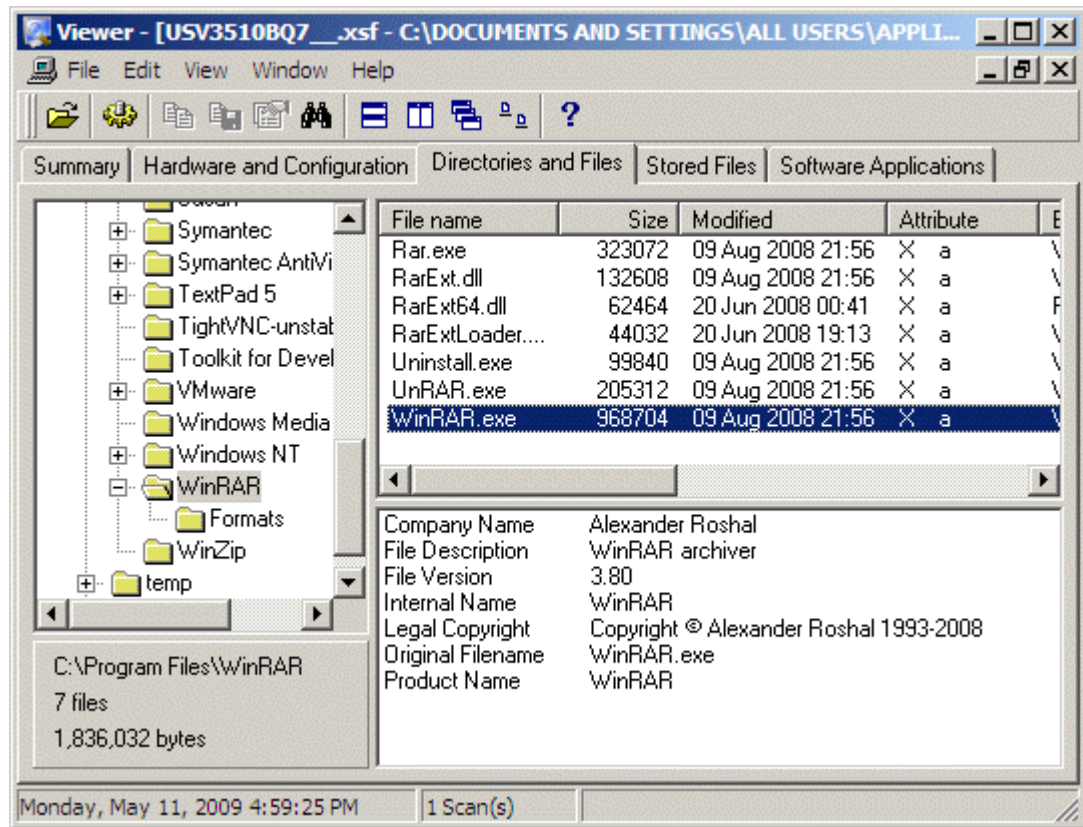 Viewer - [USV3510BQ7__.xsf - C:\DOCUMENTS AND SETTINGS\ALL USERS\APPLI...
File Edit View Window Help
Summary Hardware and Configuration Directories and Files Stored Files Software Applications
Symantec
Symantec AntiVi
TextPad 5
TightVNC-unstab
Toolkit for Devel
VMware
Windows Media
Windows NT
WinRAR
Formats
WinZip
temp
C:\Program Files\WinRAR
7 files
1,836,032 bytes
File name Size Modified Attribute
Rar.exe 323072 09 Aug 2008 21:56 X a
RarExt.dll 132608 09 Aug 2008 21:56 X a
RarExt64.dll 62464 20 Jun 2008 00:41 X a
RarExtLoader.... 44032 20 Jun 2008 19:13 X a
Uninstall.exe 99840 09 Aug 2008 21:56 X a
UnRAR.exe 205312 09 Aug 2008 21:56 X a
WinRAR.exe 968704 09 Aug 2008 21:56 X a
Company Name Alexander Roshal
File Description WinRAR archiver
File Version 3.80
Internal Name WinRAR
Legal Copyright Copyright © Alexander Roshal 1993-2008
Original Filename WinRAR.exe
Product Name WinRAR
Monday, May 11, 2009 4:59:25 PM 1 Scan(s)